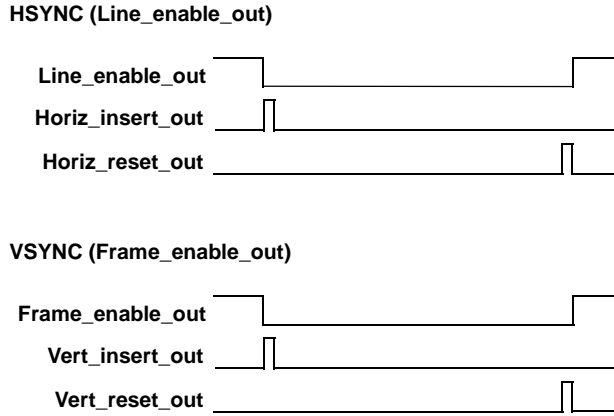 HSYNC (Line_enable_out)
Line_enable_out
Horiz_insert_out
Horiz_reset_out
VSYNC (Frame_enable_out)
Frame_enable_out
Vert_insert_out
Vert_reset_out